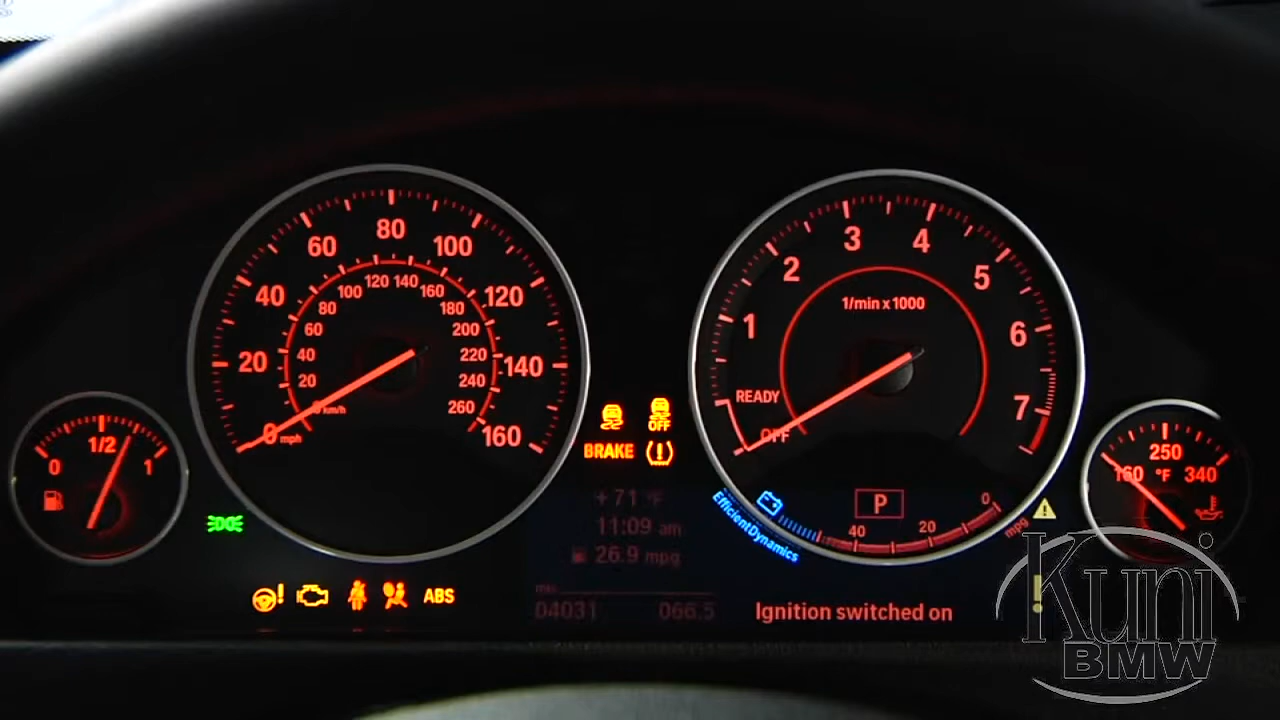 20
40
60
80
100
120
140
160
20
40
60
80
100
120
140
160
180
200
220
240
260
km/h
0 mph
0
1/2
1
BRAKE
OFF
+71 °F
11:09 am
26.9 mpg
04031
066.5
ABS
1
2
3
4
5
6
7
1/min x 1000
READY
OFF
EfficientDynamics
P
40
20
0
mpg
Ignition switched on
250
160 °F 340
Kuni
BMW